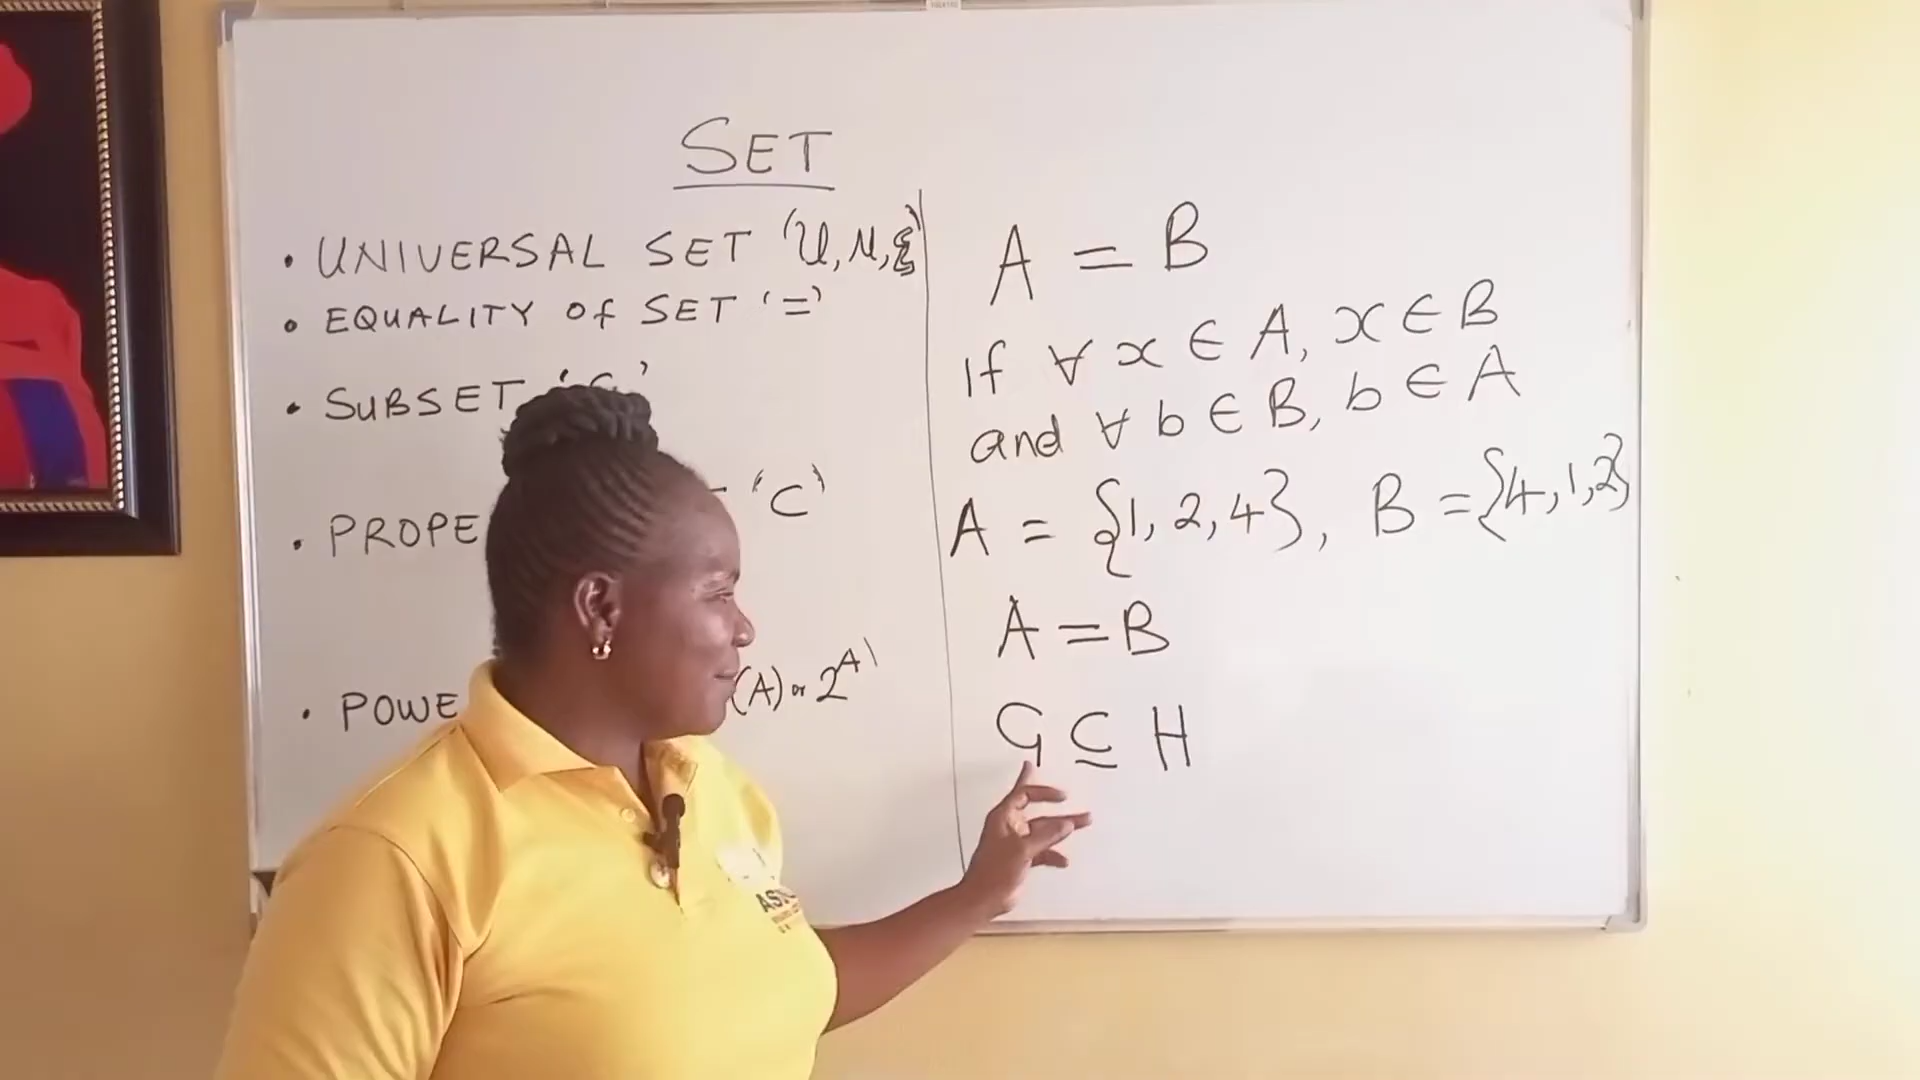 SET
• UNIVERSAL SET 'U, M, ξ'
• EQUALITY of SET '='
• SUBSET '⊆'
• PROPE 'C'
• POWE (A) or 2^A'
A = B
If ∀ x ∈ A, x ∈ B
and ∀ b ∈ B, b ∈ A
A = {1, 2, 4}, B = {4, 1, 2}
A = B
G ⊆ H